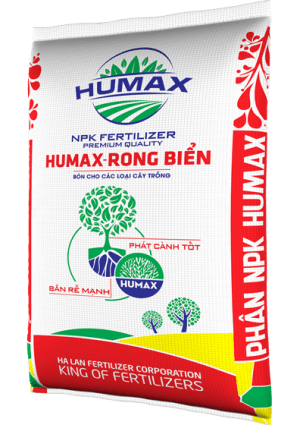 HUMAX
NPK FERTILIZER
PREMIUM QUALITY
HUMAX-RONG BIỂN
BÓN CHO CÁC LOẠI CÂY TRỒNG
PHÁT CÀNH TỐT
HUMAX
BẮN RỄ MẠNH
HA LAN FERTILIZER CORPORATION
KING OF FERTILIZERS
PHÂN NPK HUMAX